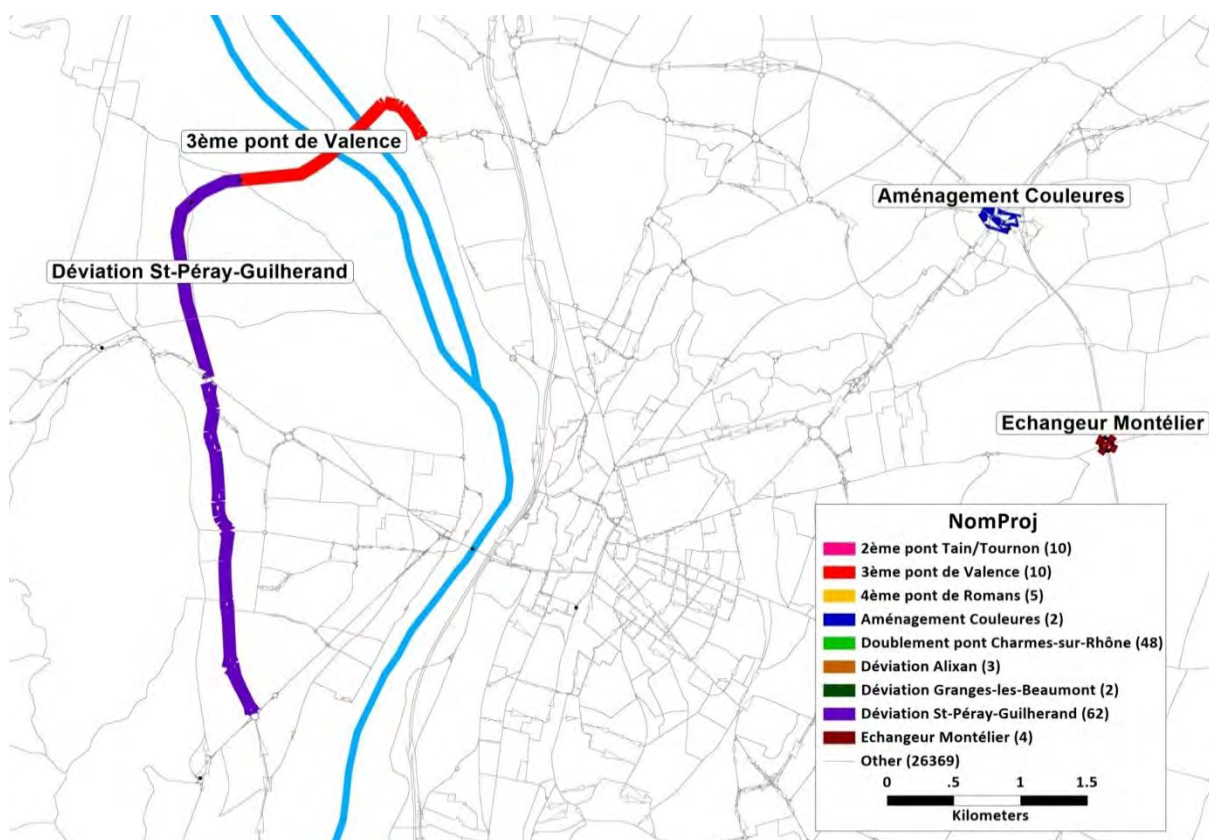 3ème pont de Valence
Aménagement Couleures
Déviation St-Péray-Guilherand
Echangeur Montélier
NomProj
2ème pont Tain/Tournon (10)
3ème pont de Valence (10)
4ème pont de Romans (5)
Aménagement Couleures (2)
Doublement pont Charmes-sur-Rhône (48)
Déviation Alixan (3)
Déviation Granges-les-Beaumont (2)
Déviation St-Péray-Guilherand (62)
Echangeur Montélier (4)
Other (26369)
0 .5 1 1.5
Kilometers